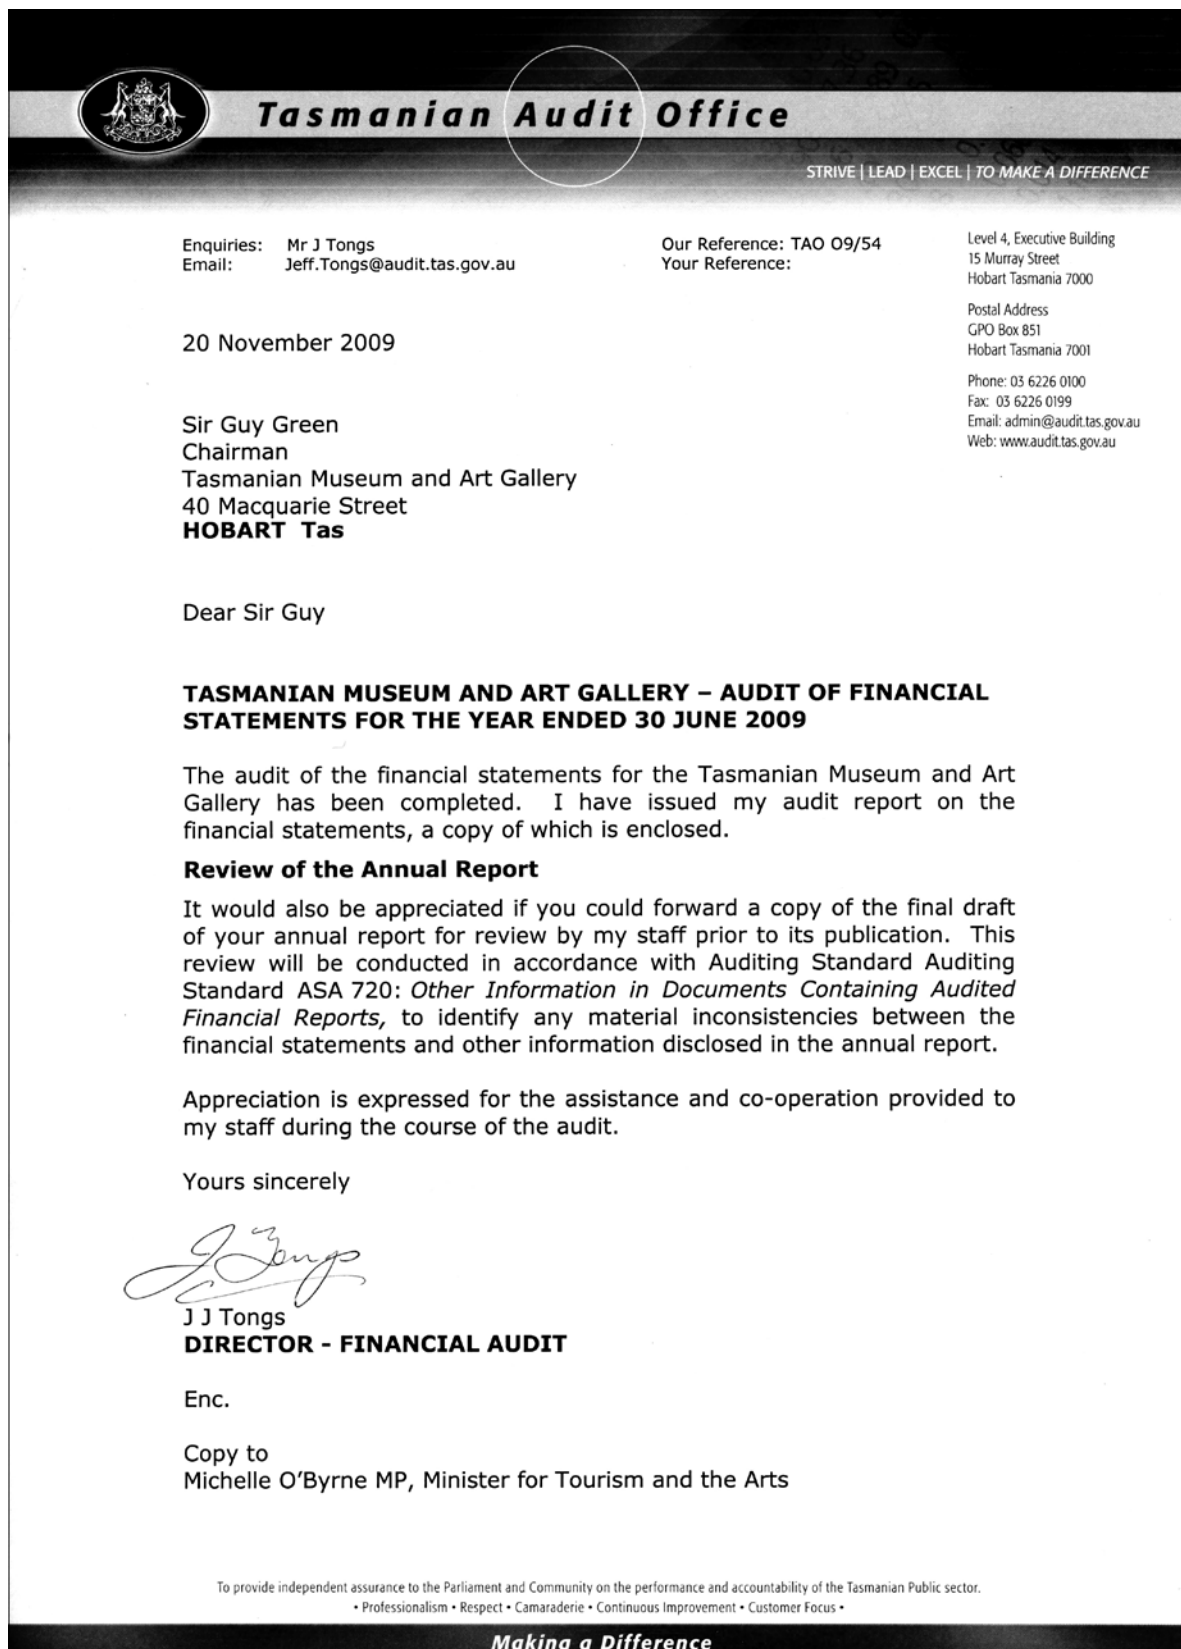 Tasmanian Audit Office
STRIVE | LEAD | EXCEL | TO MAKE A DIFFERENCE
Enquiries: Mr J Tongs
Email: Jeff.Tongs@audit.tas.gov.au
Our Reference: TAO O9/54
Your Reference:
Level 4, Executive Building
15 Murray Street
Hobart Tasmania 7000
Postal Address
GPO Box 851
Hobart Tasmania 7001
Phone: 03 6226 0100
Fax: 03 6226 0199
Email: admin@audit.tas.gov.au
Web: www.audit.tas.gov.au
20 November 2009
Sir Guy Green
Chairman
Tasmanian Museum and Art Gallery
40 Macquarie Street
HOBART Tas
Dear Sir Guy
TASMANIAN MUSEUM AND ART GALLERY – AUDIT OF FINANCIAL
STATEMENTS FOR THE YEAR ENDED 30 JUNE 2009
The audit of the financial statements for the Tasmanian Museum and Art
Gallery has been completed. I have issued my audit report on the
financial statements, a copy of which is enclosed.
Review of the Annual Report
It would also be appreciated if you could forward a copy of the final draft
of your annual report for review by my staff prior to its publication. This
review will be conducted in accordance with Auditing Standard Auditing
Standard ASA 720: Other Information in Documents Containing Audited
Financial Reports, to identify any material inconsistencies between the
financial statements and other information disclosed in the annual report.
Appreciation is expressed for the assistance and co-operation provided to
my staff during the course of the audit.
Yours sincerely
J Tongs
J J Tongs
DIRECTOR - FINANCIAL AUDIT
Enc.
Copy to
Michelle O'Byrne MP, Minister for Tourism and the Arts
To provide independent assurance to the Parliament and Community on the performance and accountability of the Tasmanian Public sector.
• Professionalism • Respect • Camaraderie • Continuous Improvement • Customer Focus •
Making a Difference